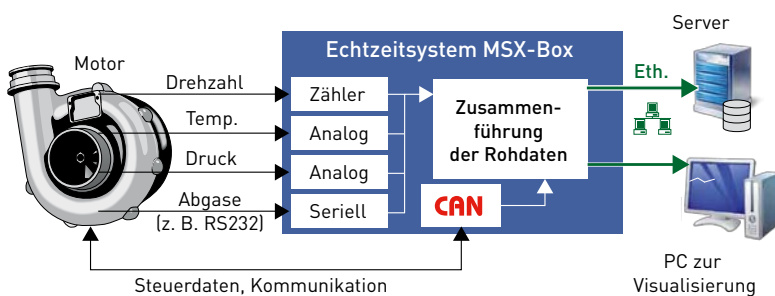 Motor
Drehzahl
Temp.
Druck
Abgase
(z. B. RS232)
Echtzeitsystem MSX-Box
Zähler
Analog
Analog
Seriell
Zusammen-
führung
der Rohdaten
CAN
Steuerdaten, Kommunikation
Eth.
Server
PC zur
Visualisierung